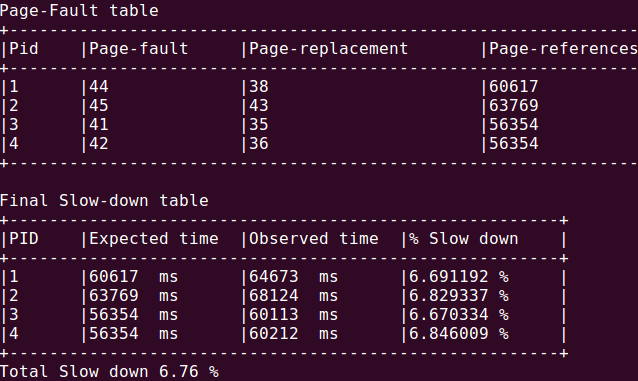 Page-Fault table
+---------------------------------------------------------------
|Pid    |Page-fault     |Page-replacement       |Page-references
+---------------------------------------------------------------
|1      |44             |38                     |60617
|2      |45             |43                     |63769
|3      |41             |35                     |56354
|4      |42             |36                     |56354
+---------------------------------------------------------------
Final Slow-down table
+-------------------------------------------------------+
|PID    |Expected time  |Observed time  |% Slow down    |
+-------------------------------------------------------+
|1      |60617  ms      |64673  ms      |6.691192 %     |
|2      |63769  ms      |68124  ms      |6.829337 %     |
|3      |56354  ms      |60113  ms      |6.670334 %     |
|4      |56354  ms      |60212  ms      |6.846009 %     |
+-------------------------------------------------------+
Total Slow down 6.76 %